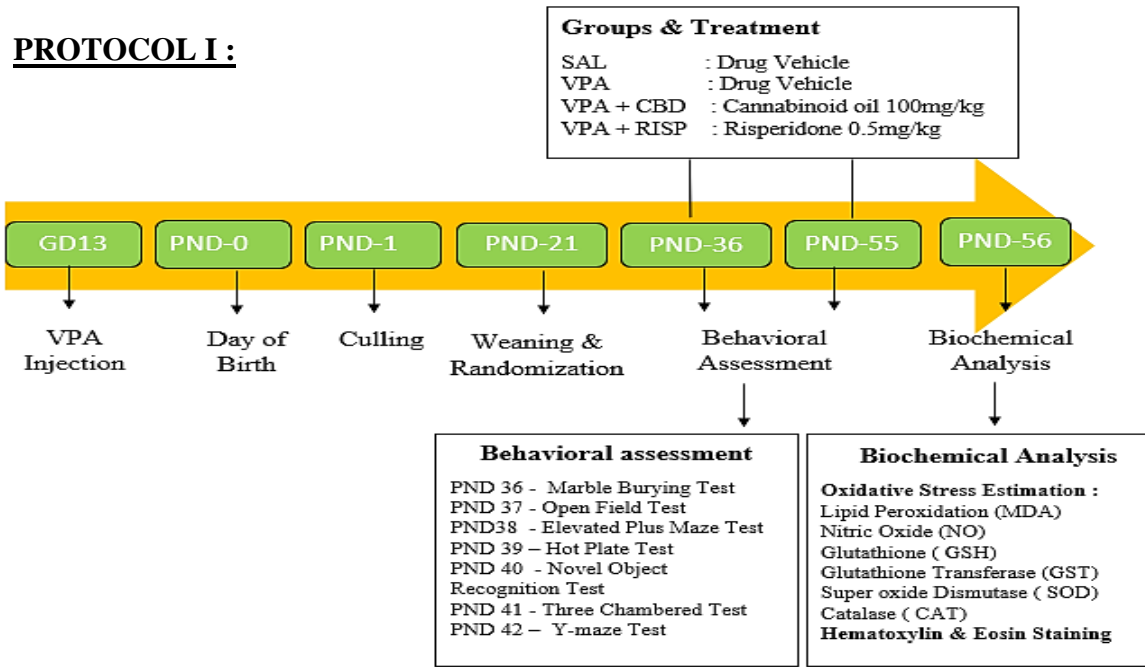 PROTOCOL I :
Groups & Treatment
SAL : Drug Vehicle
VPA : Drug Vehicle
VPA + CBD : Cannabinoid oil 100mg/kg
VPA + RISP : Risperidone 0.5mg/kg
GD13
PND-0
PND-1
PND-21
PND-36
PND-55
PND-56
VPA
Injection
Day of
Birth
Culling
Weaning &
Randomization
Behavioral
Assessment
Biochemical
Analysis
Behavioral assessment
PND 36 - Marble Burying Test
PND 37 - Open Field Test
PND38 - Elevated Plus Maze Test
PND 39 – Hot Plate Test
PND 40 - Novel Object
Recognition Test
PND 41 - Three Chambered Test
PND 42 – Y-maze Test
Biochemical Analysis
Oxidative Stress Estimation :
Lipid Peroxidation (MDA)
Nitric Oxide (NO)
Glutathione ( GSH)
Glutathione Transferase (GST)
Super oxide Dismutase ( SOD)
Catalase ( CAT)
Hematoxylin & Eosin Staining